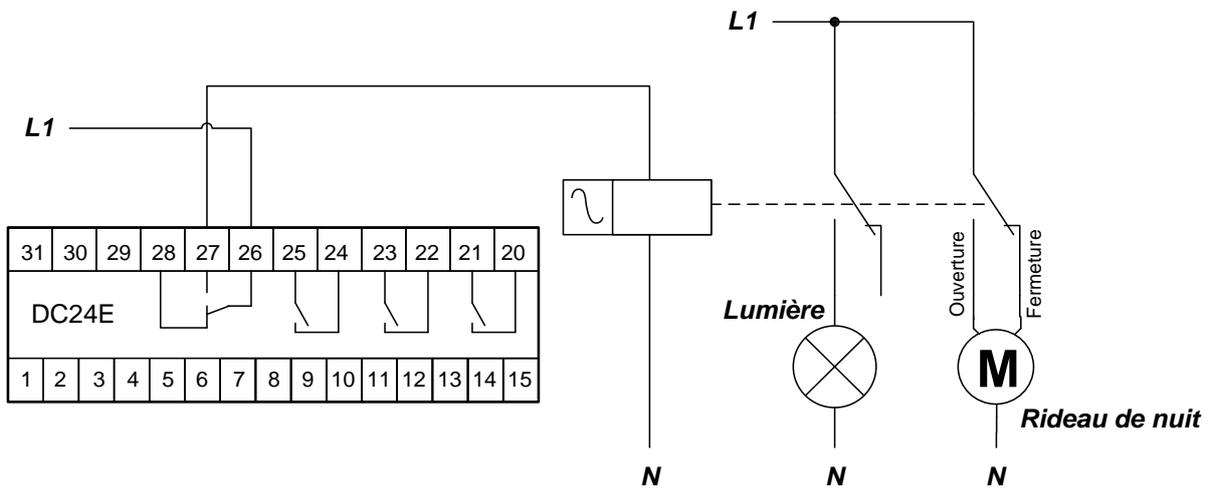 L1
L1
31 30 29 28 27 26 25 24 23 22 21 20
DC24E
1 2 3 4 5 6 7 8 9 10 11 12 13 14 15
Ouverture
Fermeture
Lumière
M
Rideau de nuit
N
N
N